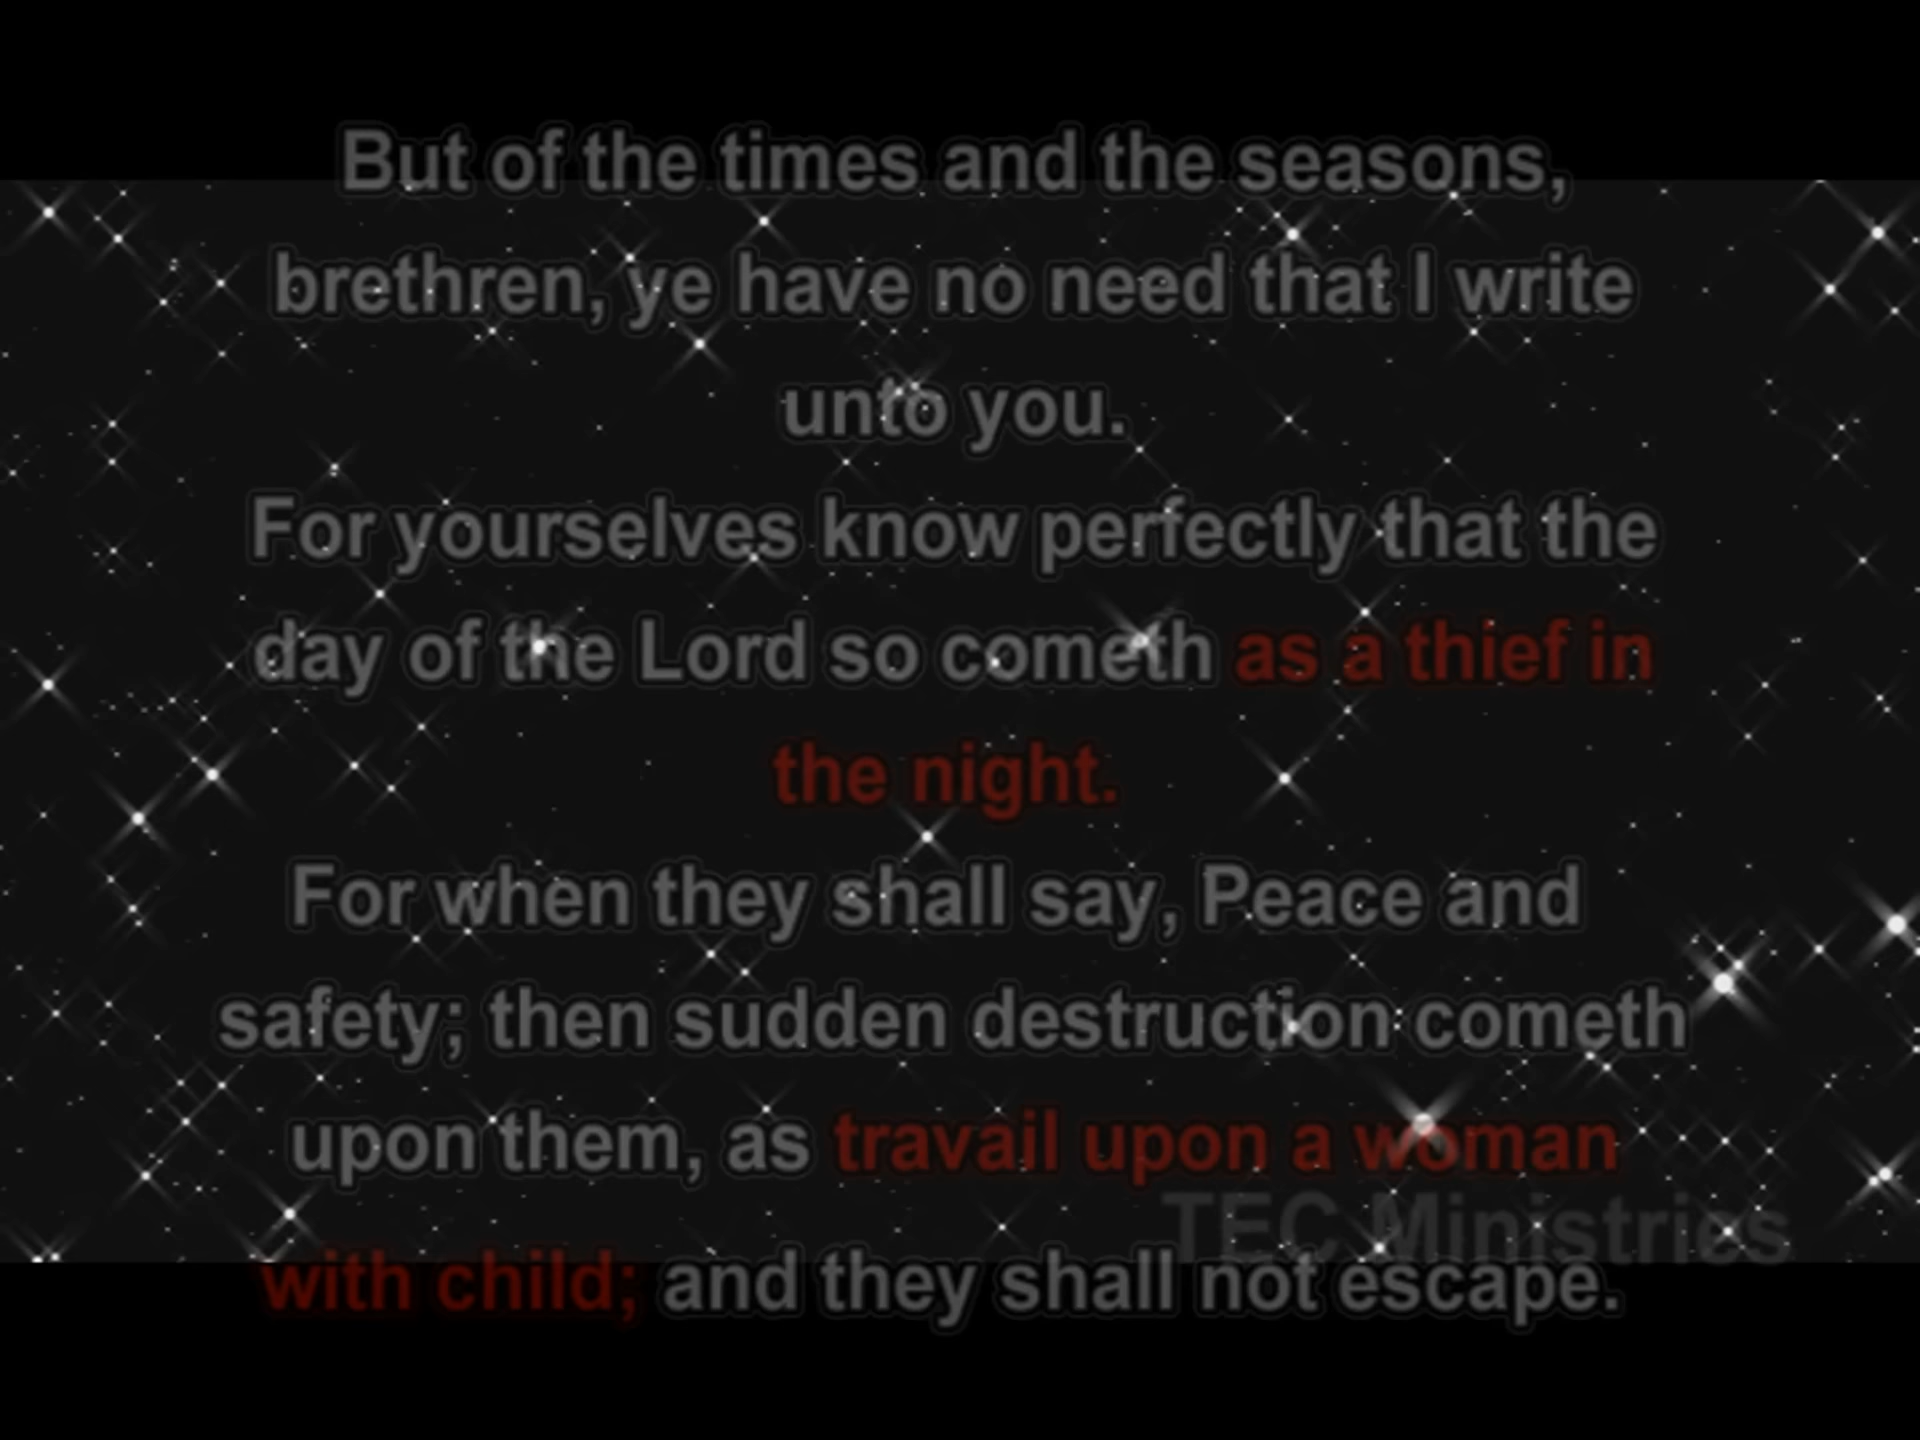 But of the times and the seasons,
brethren, ye have no need that I write
unto you.
For yourselves know perfectly that the
day of the Lord so cometh as a thief in
the night.
For when they shall say, Peace and
safety; then sudden destruction cometh
upon them, as travail upon a woman
TEC Ministries
with child; and they shall not escape.